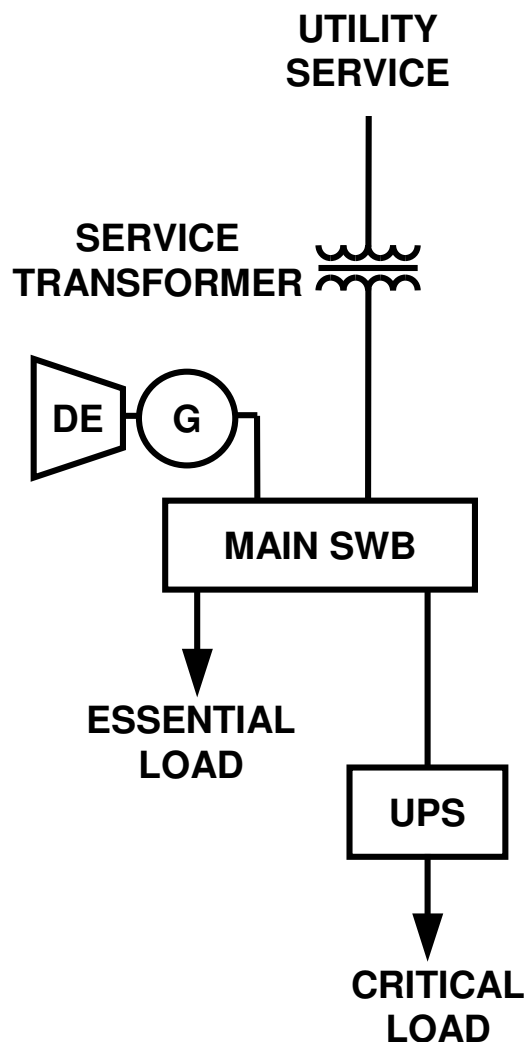 UTILITY
SERVICE
SERVICE
TRANSFORMER
DE
G
MAIN SWB
ESSENTIAL
LOAD
UPS
CRITICAL
LOAD